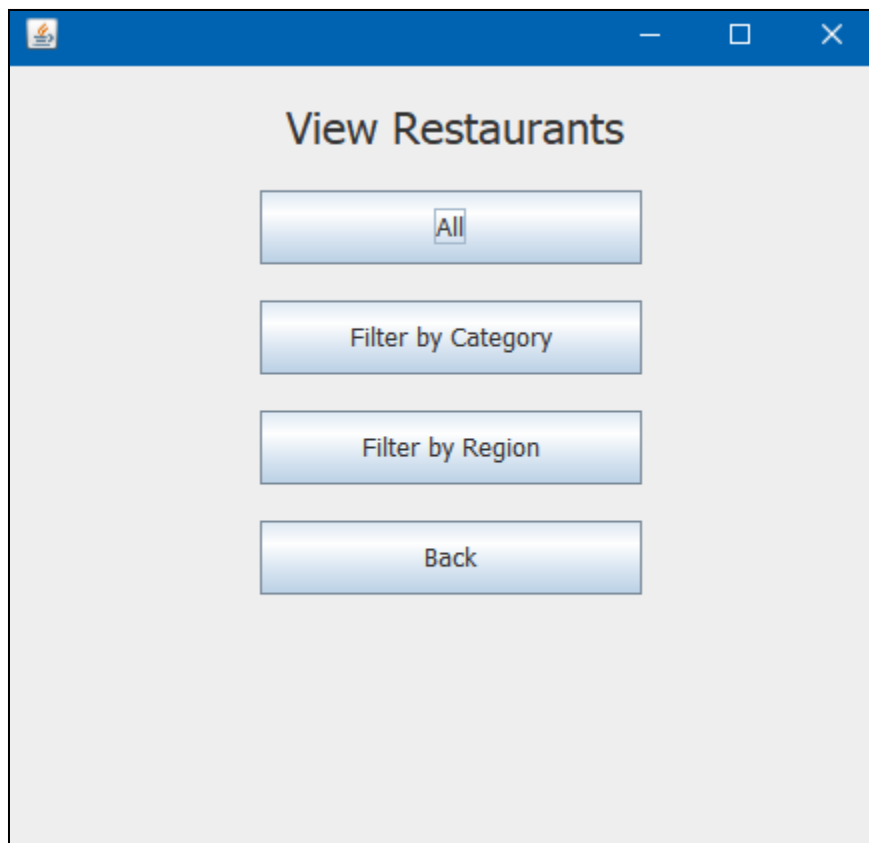 View Restaurants
All
Filter by Category
Filter by Region
Back